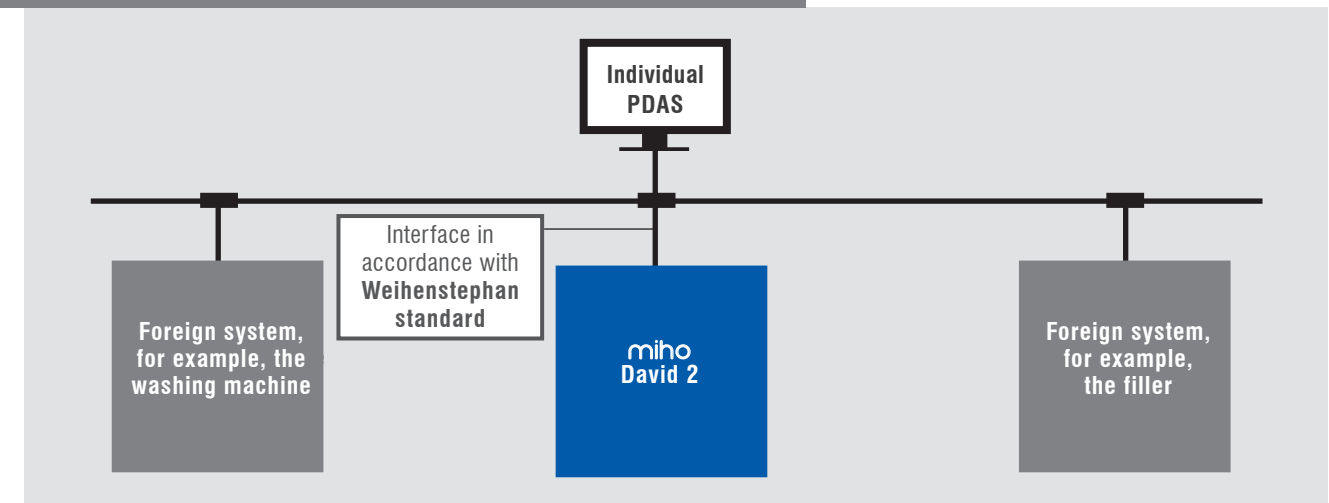 Individual
PDAS
Interface in
accordance with
Weihenstephan
standard
Foreign system,
for example, the
washing machine
miho
David 2
Foreign system,
for example,
the filler